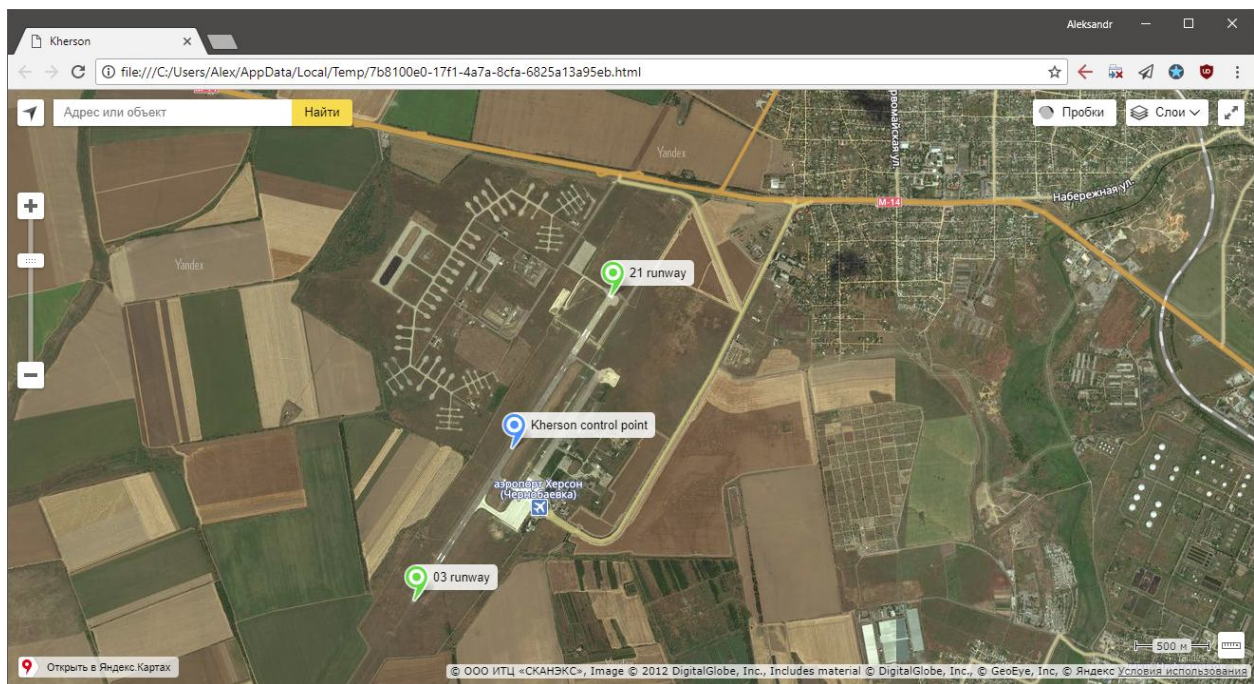 Aleksandr
Kherson
file:///C:/Users/Alex/AppData/Local/Temp/7b8100e0-17f1-4a7a-8cfa-6825a13a95eb.html
Адрес или объект
Найти
Пробки
Слои
Yandex
рвомайская ул.
Набережная ул.
М-14
Yandex
21 runway
Kherson control point
аэропорт Херсон
(Чернобаевка)
03 runway
500 м
Открыть в Яндекс.Картах
© ООО ИТЦ «СКАНЭКС», Image © 2012 DigitalGlobe, Inc., Includes material © DigitalGlobe, Inc., © GeoEye, Inc, © Яндекс Условия использования